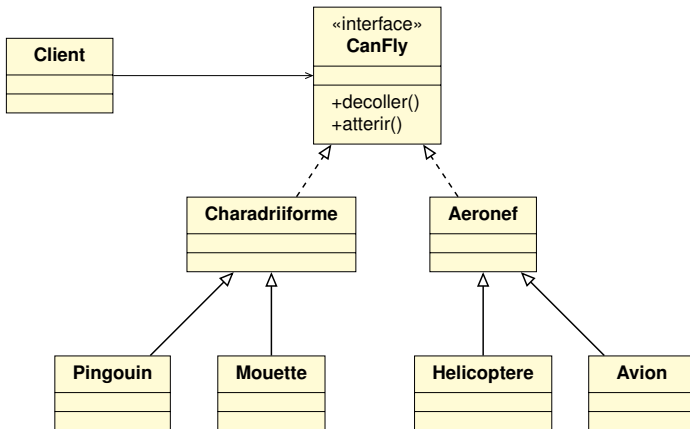 «interface»
CanFly
Client
+decoller()
+atterir()
Charadriiforme
Aeronef
Pingouin
Mouette
Helicoptere
Avion